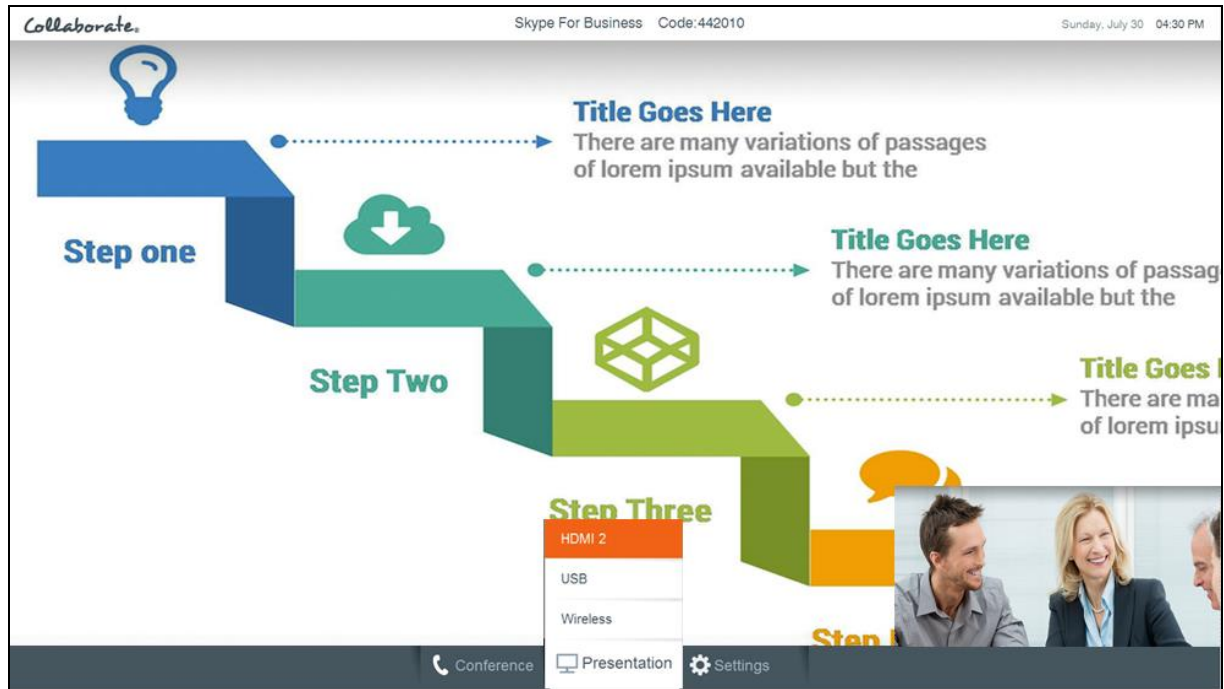 Collaborate.
Skype For Business Code:442010
Sunday, July 30 04:30 PM
Title Goes Here
There are many variations of passages
of lorem ipsum available but the
Step one
Title Goes Here
There are many variations of passag
of lorem ipsum available but the
Step Two
Title Goes
There are ma
of lorem ipsu
Step Three
HDMI 2
USB
Wireless
Step
Conference
Presentation
Settings